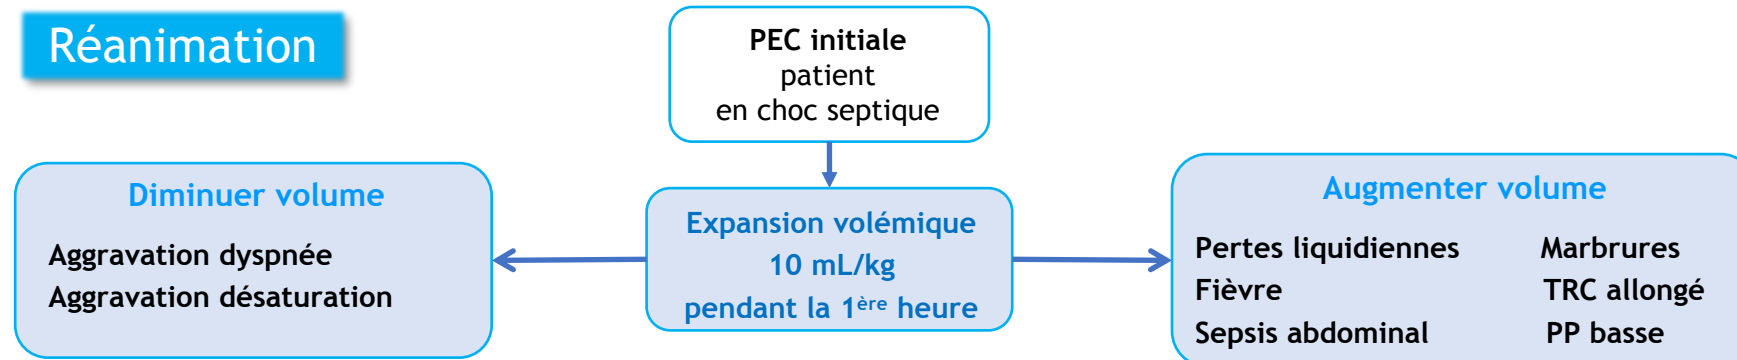 Réanimation
PEC initiale
patient
en choc septique
Diminuer volume
Aggravation dyspnée
Aggravation désaturation
Expansion volémique
10 mL/kg
pendant la 1ère heure
Augmenter volume
Pertes liquidiennes Marbrures
Fièvre TRC allongé
Sepsis abdominal PP basse